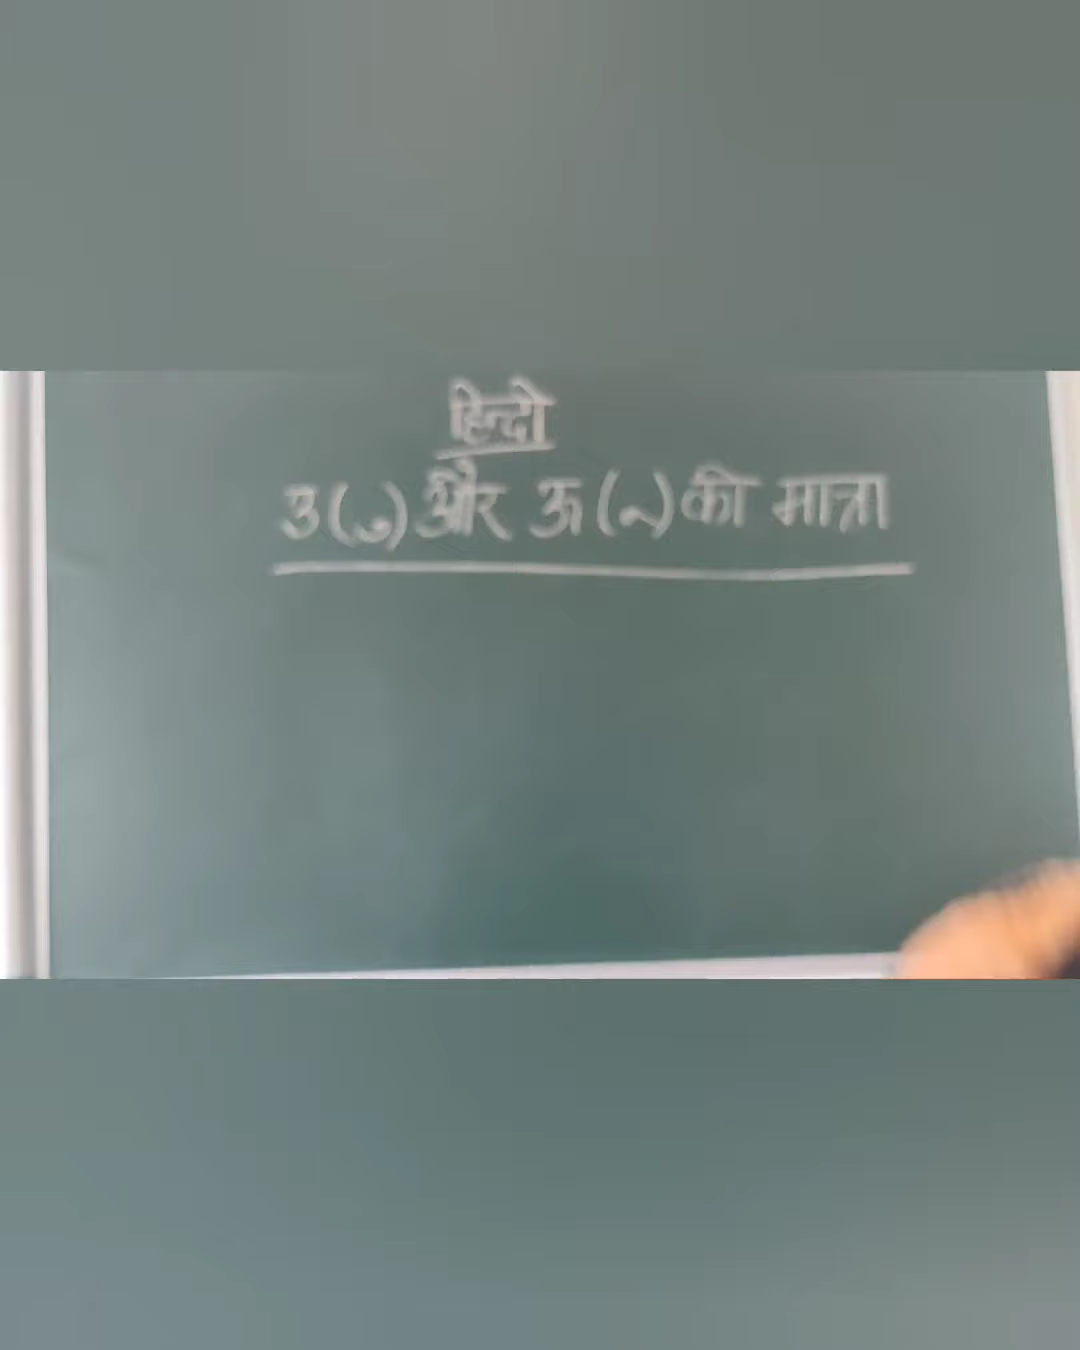 हिन्दी
उ(ु) और ऊ (ू) की मात्रा